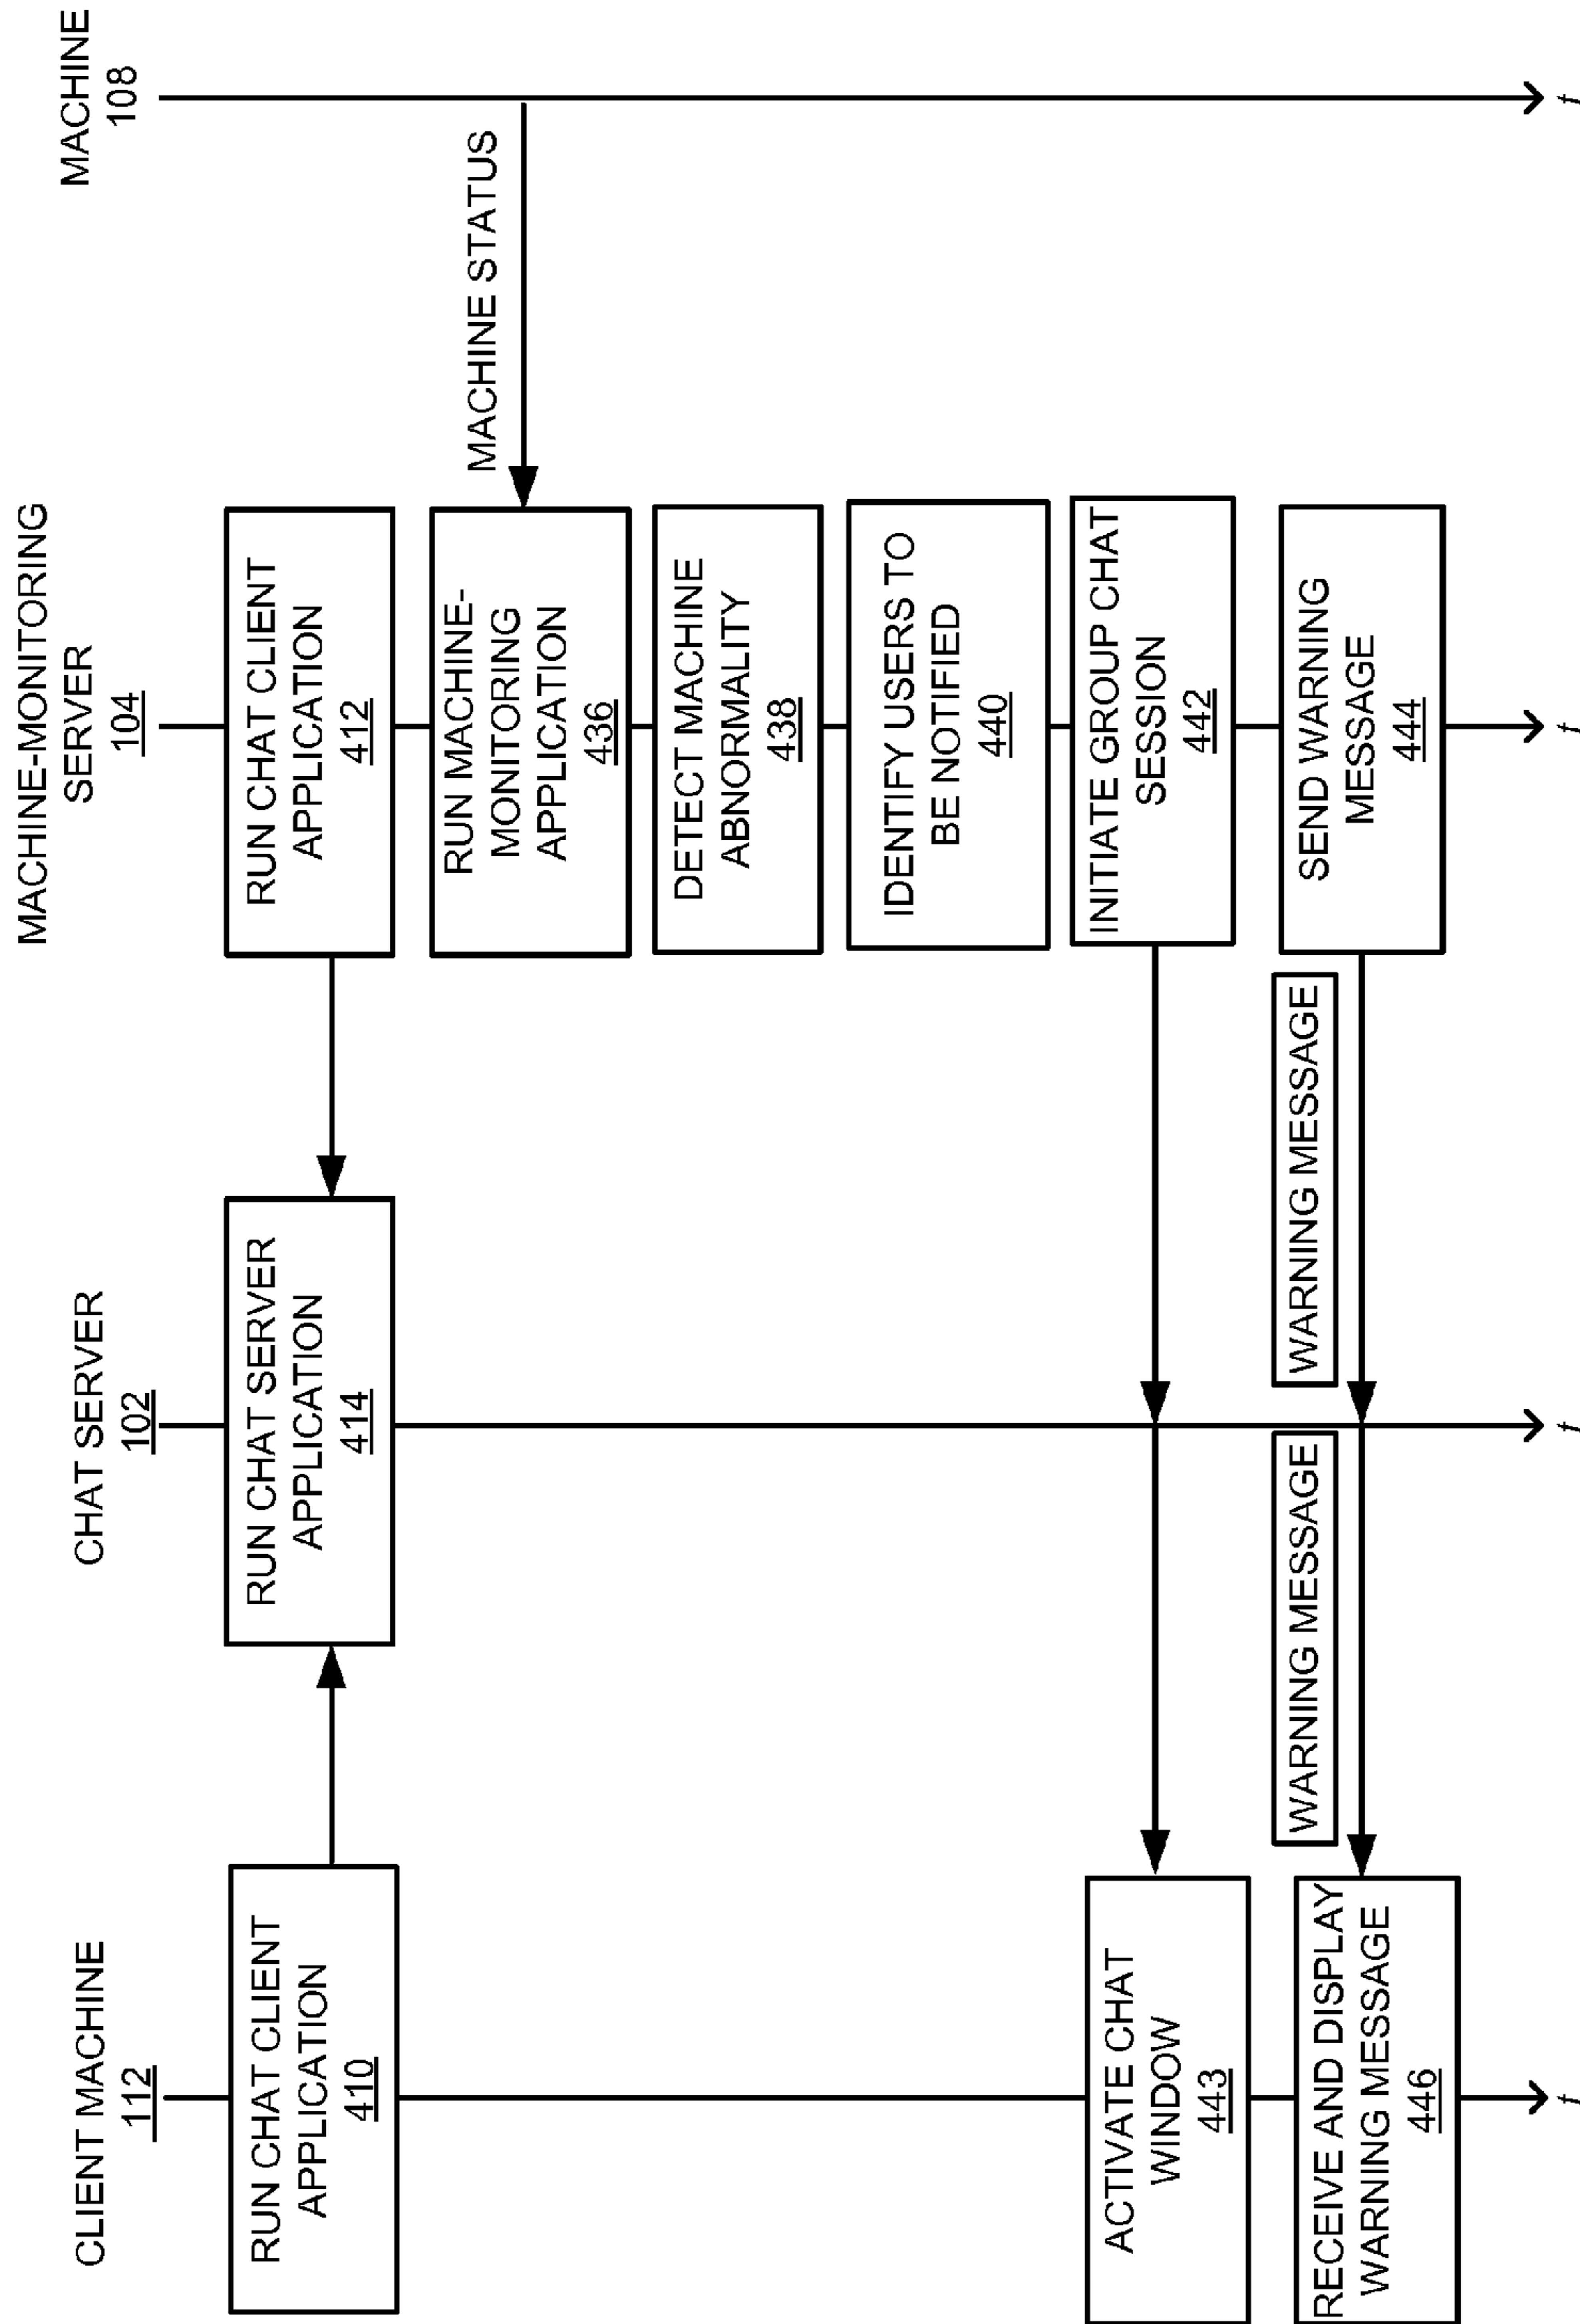 CLIENT MACHINE
112
CHAT SERVER
102
MACHINE-MONITORING
SERVER
104
MACHINE
108
RUN CHAT CLIENT
APPLICATION
410
RUN CHAT SERVER
APPLICATION
414
RUN CHAT CLIENT
APPLICATION
412
RUN MACHINE-
MONITORING
APPLICATION
436
MACHINE STATUS
DETECT MACHINE
ABNORMALITY
438
IDENTIFY USERS TO
BE NOTIFIED
440
ACTIVATE CHAT
WINDOW
443
INITIATE GROUP CHAT
SESSION
442
RECEIVE AND DISPLAY
WARNING MESSAGE
446
WARNING MESSAGE
WARNING MESSAGE
SEND WARNING
MESSAGE
444
t
t
t
t